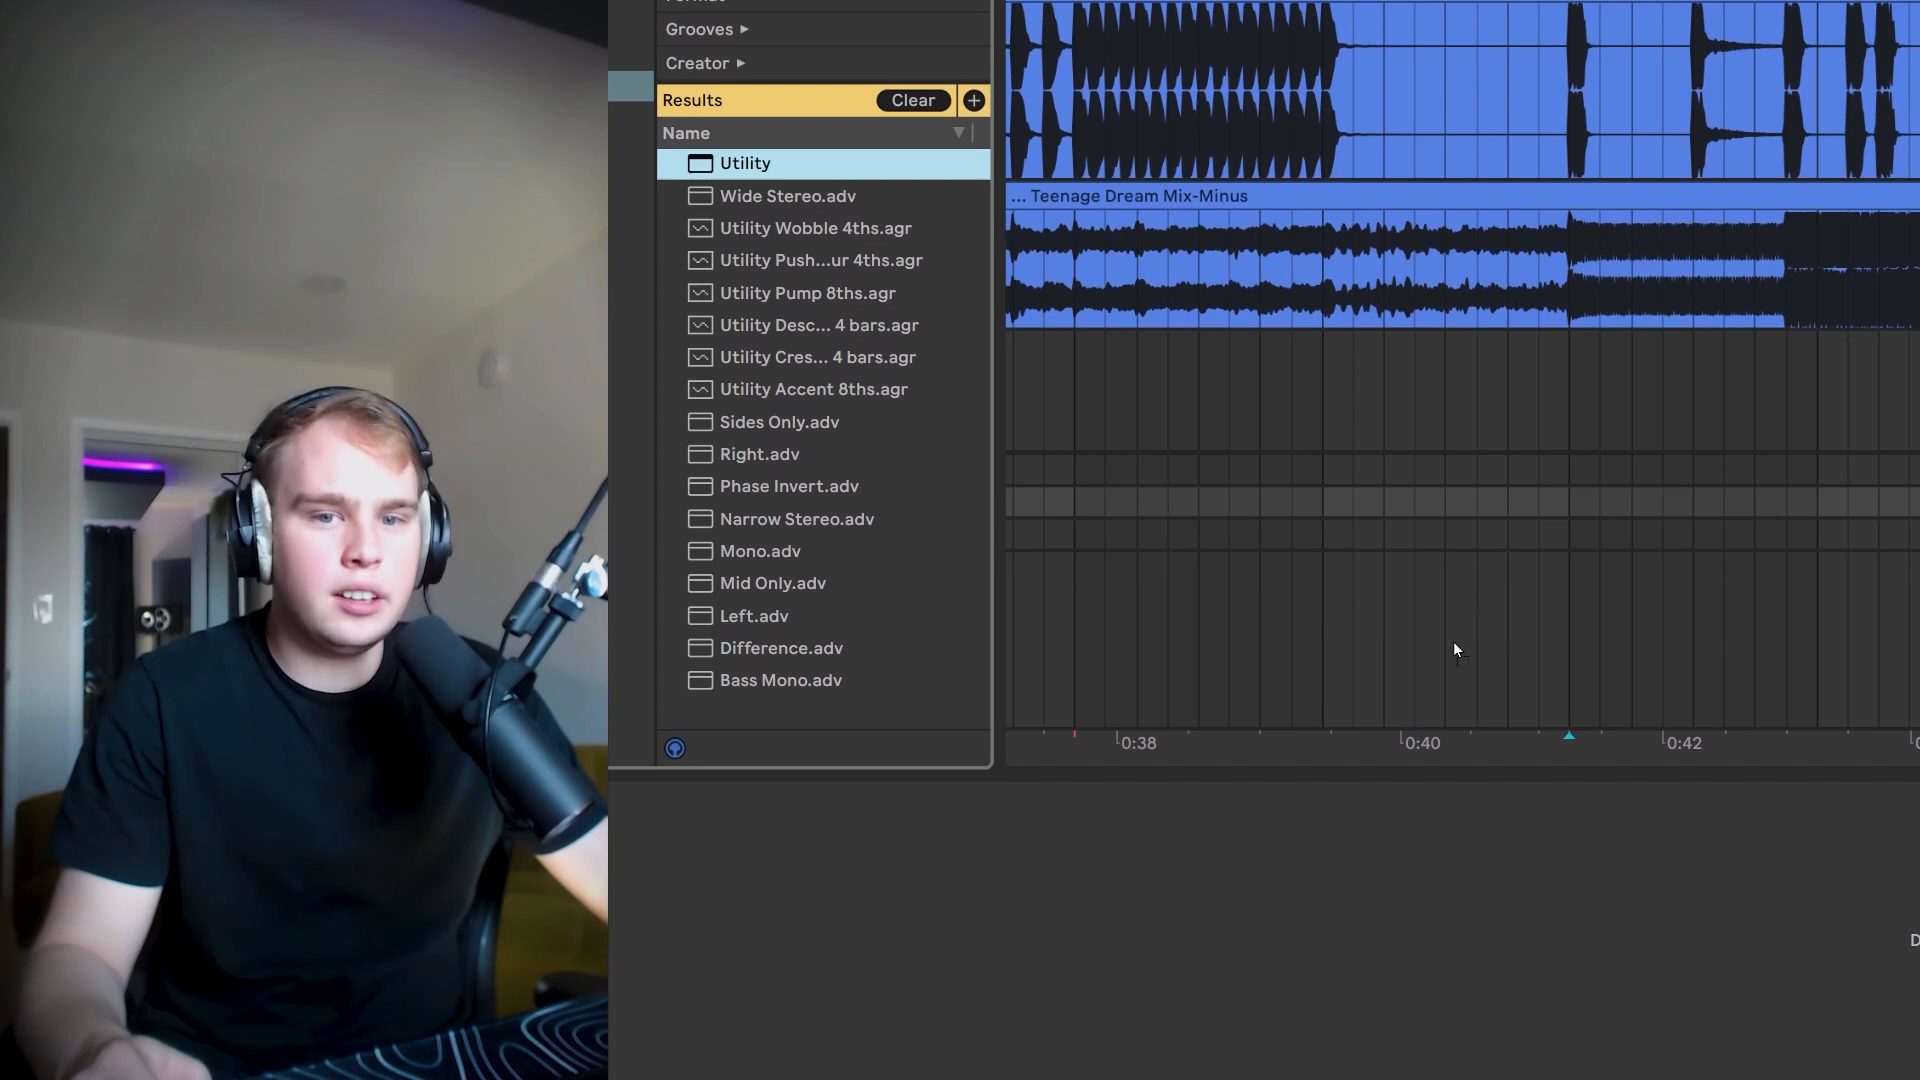 Grooves
Creator
Results
Clear
Name
Utility
Wide Stereo.adv
Utility Wobble 4ths.agr
Utility Push...ur 4ths.agr
Utility Pump 8ths.agr
Utility Desc... 4 bars.agr
Utility Cres... 4 bars.agr
Utility Accent 8ths.agr
Sides Only.adv
Right.adv
Phase Invert.adv
Narrow Stereo.adv
Mono.adv
Mid Only.adv
Left.adv
Difference.adv
Bass Mono.adv
... Teenage Dream Mix-Minus
0:38
0:40
0:42